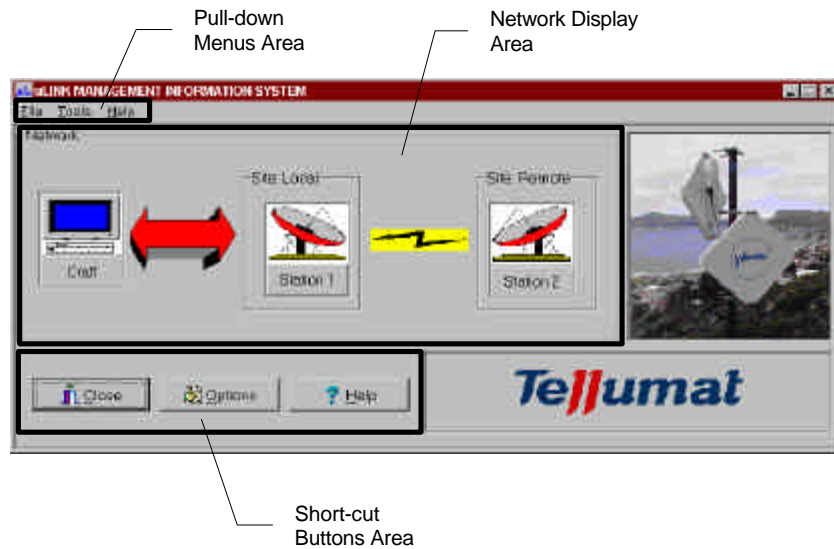 Pull-down
Menus Area
Network Display
Area
uLINK MANAGEMENT INFORMATION SYSTEM
File Tools Help
Network
Site: Local
Site: Remote
Craft
Station 1
Station 2
Close
Options
? Help
Tellumat
Short-cut
Buttons Area